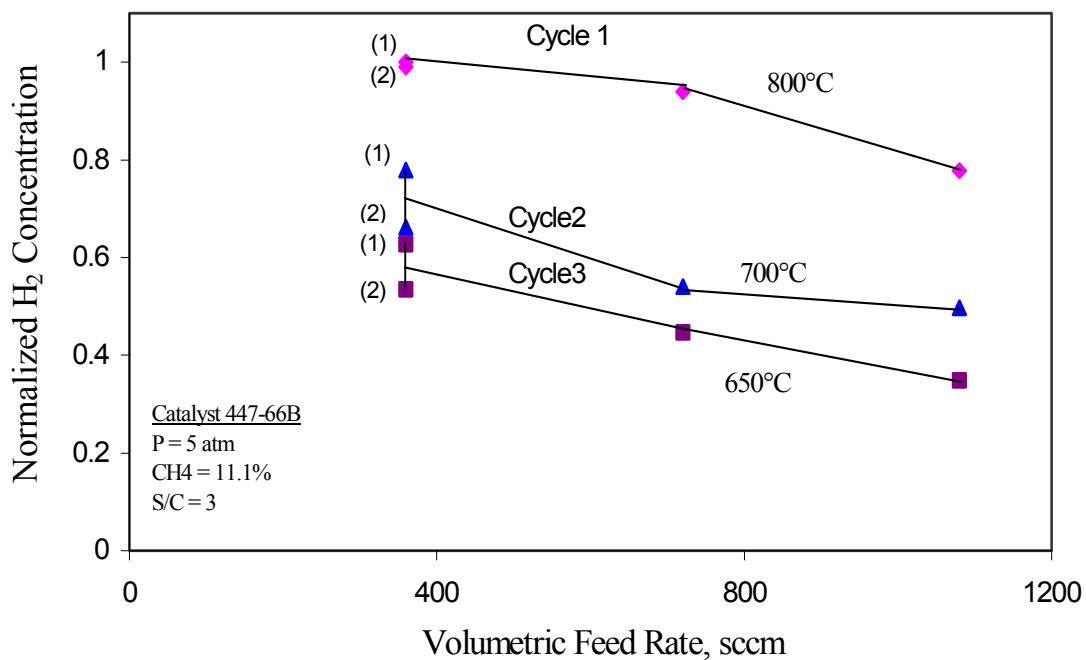 Normalized H₂ Concentration
1
0.8
0.6
0.4
0.2
0
(1)
(2)
Cycle 1
800°C
(1)
(2)
Cycle2
700°C
(1)
(2)
Cycle3
650°C
Catalyst 447-66B
P = 5 atm
CH4 = 11.1%
S/C = 3
0 400 800 1200
Volumetric Feed Rate, sccm